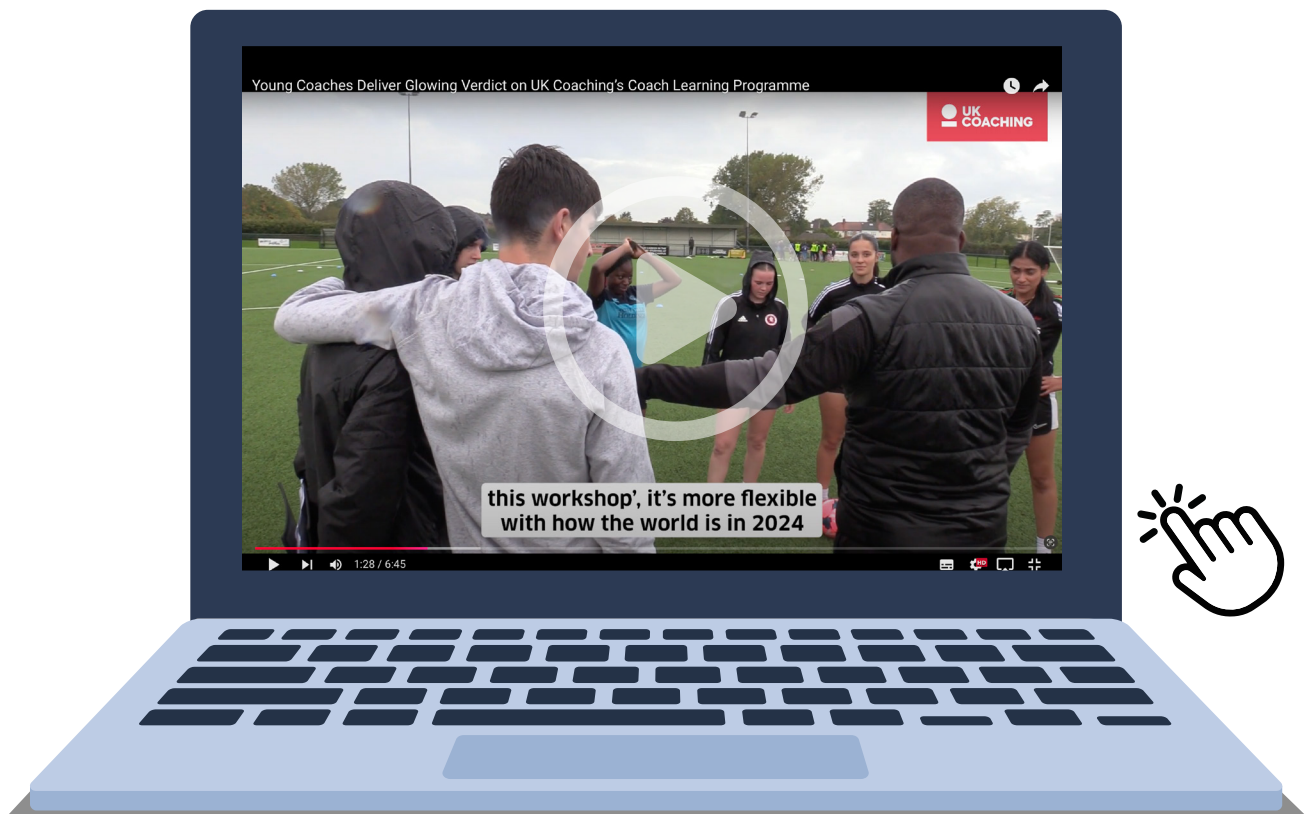 Young Coaches Deliver Glowing Verdict on UK Coaching's Coach Learning Programme
UK
COACHING
this workshop', it's more flexible
with how the world is in 2024
1:28 / 6:45
HD